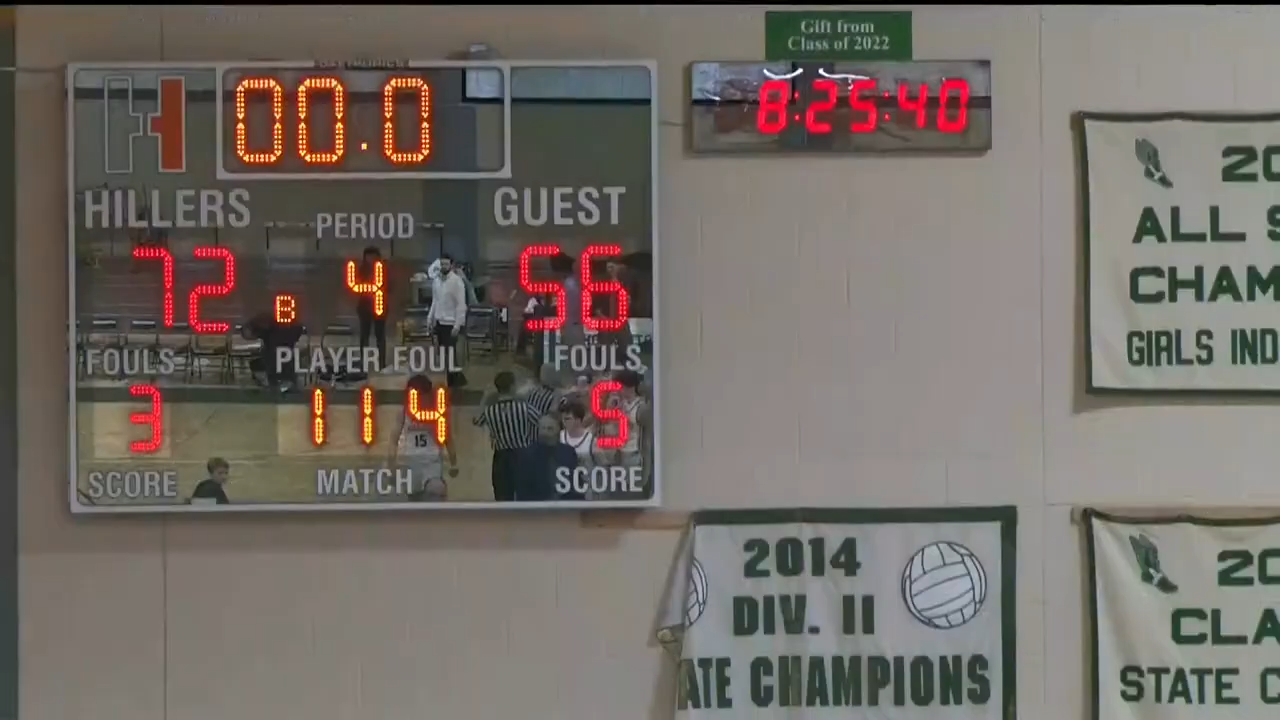 Gift from
Class of 2022
H 00.0
8:25:40
HILLERS PERIOD GUEST
72 B 4 56
FOULS PLAYER FOUL FOULS
3 11 4 5
15
SCORE MATCH SCORE
20
ALL
CHAM
GIRLS IND
2014
DIV. II
ATE CHAMPIONS
20
CLA
STATE C